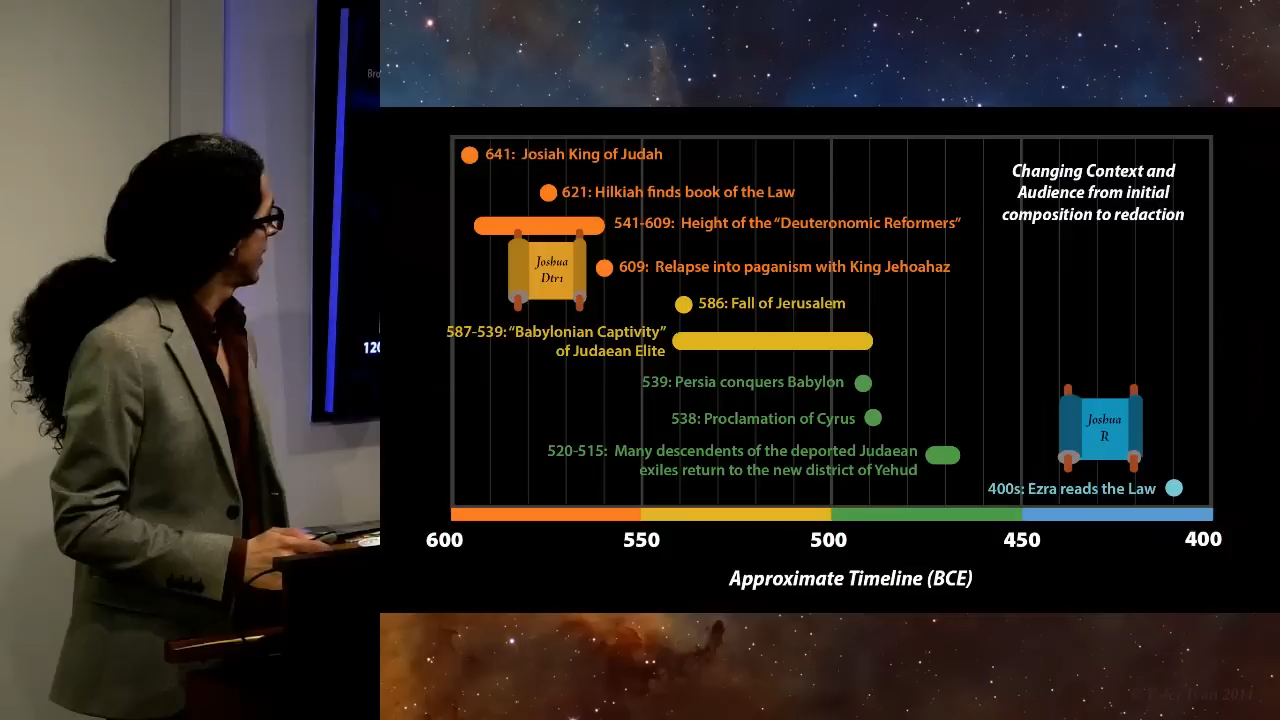 Bro
120
641: Josiah King of Judah
621: Hilkiah finds book of the Law
541-609: Height of the "Deuteronomic Reformers"
Joshua
Dtr1
609: Relapse into paganism with King Jehoahaz
586: Fall of Jerusalem
587-539: "Babylonian Captivity"
of Judaean Elite
539: Persia conquers Babylon
538: Proclamation of Cyrus
520-515: Many descendents of the deported Judaean
exiles return to the new district of Yehud
Changing Context and
Audience from initial
composition to redaction
Joshua
R
400s: Ezra reads the Law
600 550 500 450 400
Approximate Timeline (BCE)